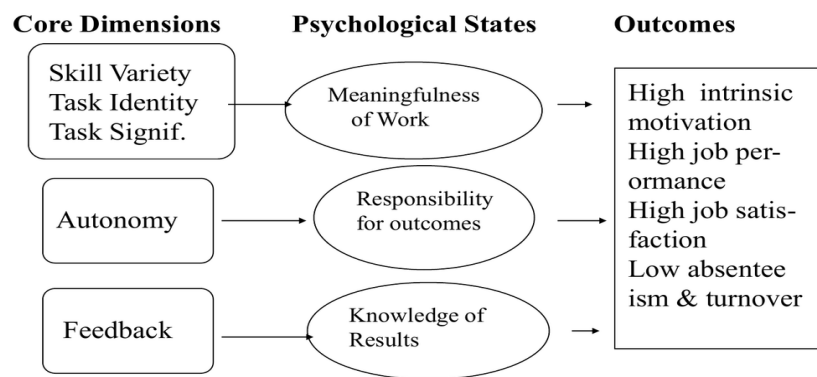 Core Dimensions
Psychological States
Outcomes
Skill Variety
Task Identity
Task Signif.
Meaningfulness
of Work
Autonomy
Responsibility
for outcomes
Feedback
Knowledge of
Results
High intrinsic
motivation
High job per-
ormance
High job satis-
faction
Low absentee
ism & turnover